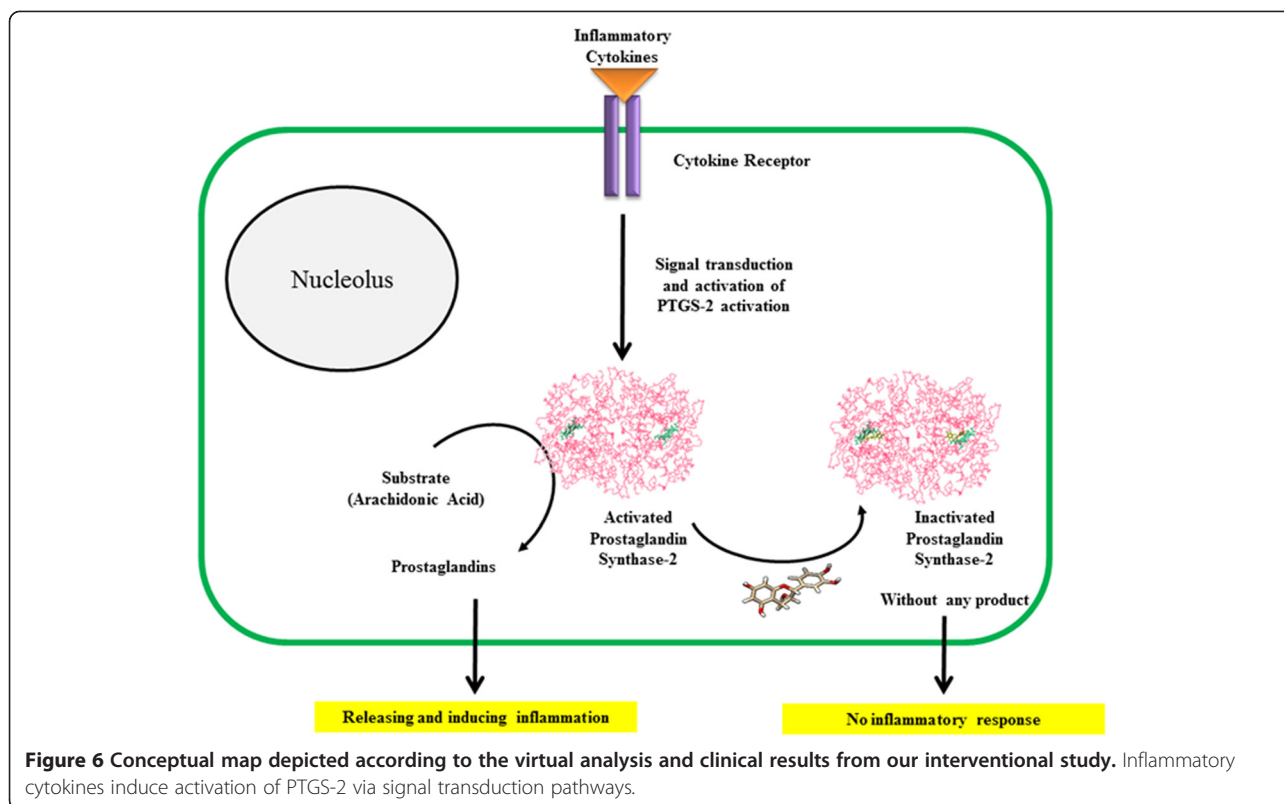 Inflammatory
Cytokines
Cytokine Receptor
Nucleolus
Signal transduction
and activation of
PTGS-2 activation
Substrate
(Arachidonic Acid)
Activated
Prostaglandin
Synthase-2
Inactivated
Prostaglandin
Synthase-2
Prostaglandins
Without any product
Releasing and inducing inflammation
No inflammatory response
Figure 6 Conceptual map depicted according to the virtual analysis and clinical results from our interventional study. Inflammatory
cytokines induce activation of PTGS-2 via signal transduction pathways.